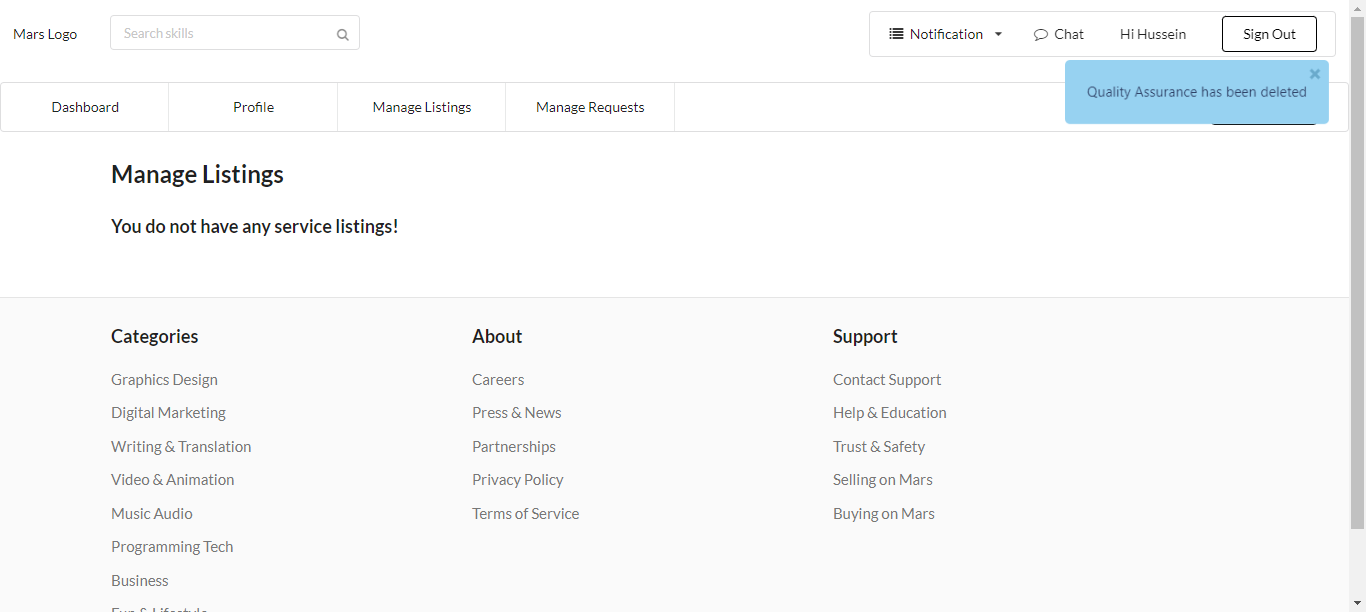 Mars Logo
Search skills
Notification
Chat
Hi Hussein
Sign Out
Quality Assurance has been deleted
Dashboard
Profile
Manage Listings
Manage Requests
Manage Listings
You do not have any service listings!
Categories
Graphics Design
Digital Marketing
Writing & Translation
Video & Animation
Music Audio
Programming Tech
Business
About
Careers
Press & News
Partnerships
Privacy Policy
Terms of Service
Support
Contact Support
Help & Education
Trust & Safety
Selling on Mars
Buying on Mars